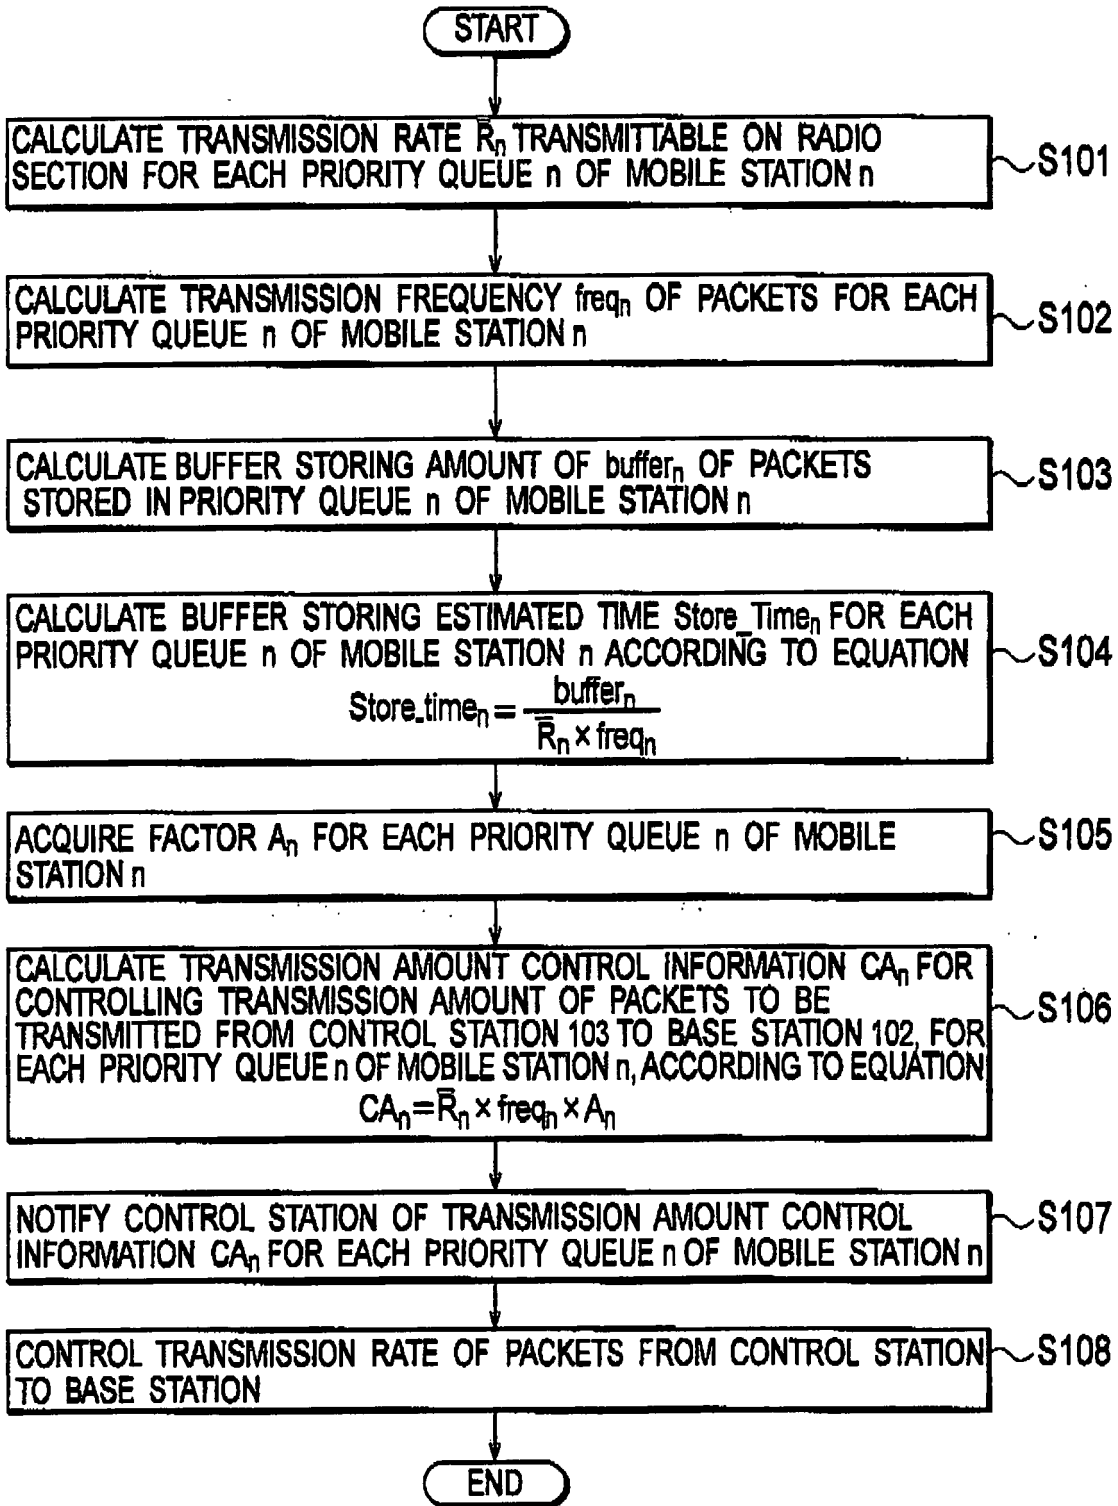 START
CALCULATE TRANSMISSION RATE R̅n TRANSMITTABLE ON RADIO
SECTION FOR EACH PRIORITY QUEUE n OF MOBILE STATION n
S101
CALCULATE TRANSMISSION FREQUENCY freqn OF PACKETS FOR EACH
PRIORITY QUEUE n OF MOBILE STATION n
S102
CALCULATE BUFFER STORING AMOUNT OF buffern OF PACKETS
STORED IN PRIORITY QUEUE n OF MOBILE STATION n
S103
CALCULATE BUFFER STORING ESTIMATED TIME Store_Timen FOR EACH
PRIORITY QUEUE n OF MOBILE STATION n ACCORDING TO EQUATION
Store_timen = buffern / R̅n × freqn
S104
ACQUIRE FACTOR An FOR EACH PRIORITY QUEUE n OF MOBILE
STATION n
S105
CALCULATE TRANSMISSION AMOUNT CONTROL INFORMATION CAn FOR
CONTROLLING TRANSMISSION AMOUNT OF PACKETS TO BE
TRANSMITTED FROM CONTROL STATION 103 TO BASE STATION 102, FOR
EACH PRIORITY QUEUE n OF MOBILE STATION n, ACCORDING TO EQUATION
CAn = R̅n × freqn × An
S106
NOTIFY CONTROL STATION OF TRANSMISSION AMOUNT CONTROL
INFORMATION CAn FOR EACH PRIORITY QUEUE n OF MOBILE STATION n
S107
CONTROL TRANSMISSION RATE OF PACKETS FROM CONTROL STATION
TO BASE STATION
S108
END